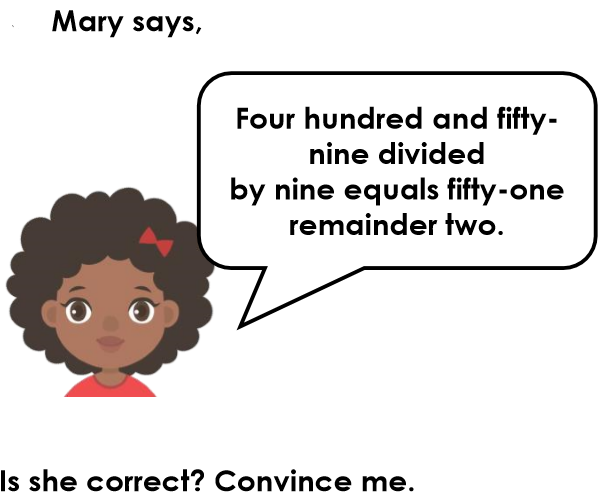 Mary says,
Four hundred and fifty-
nine divided
by nine equals fifty-one
remainder two.
Is she correct? Convince me.